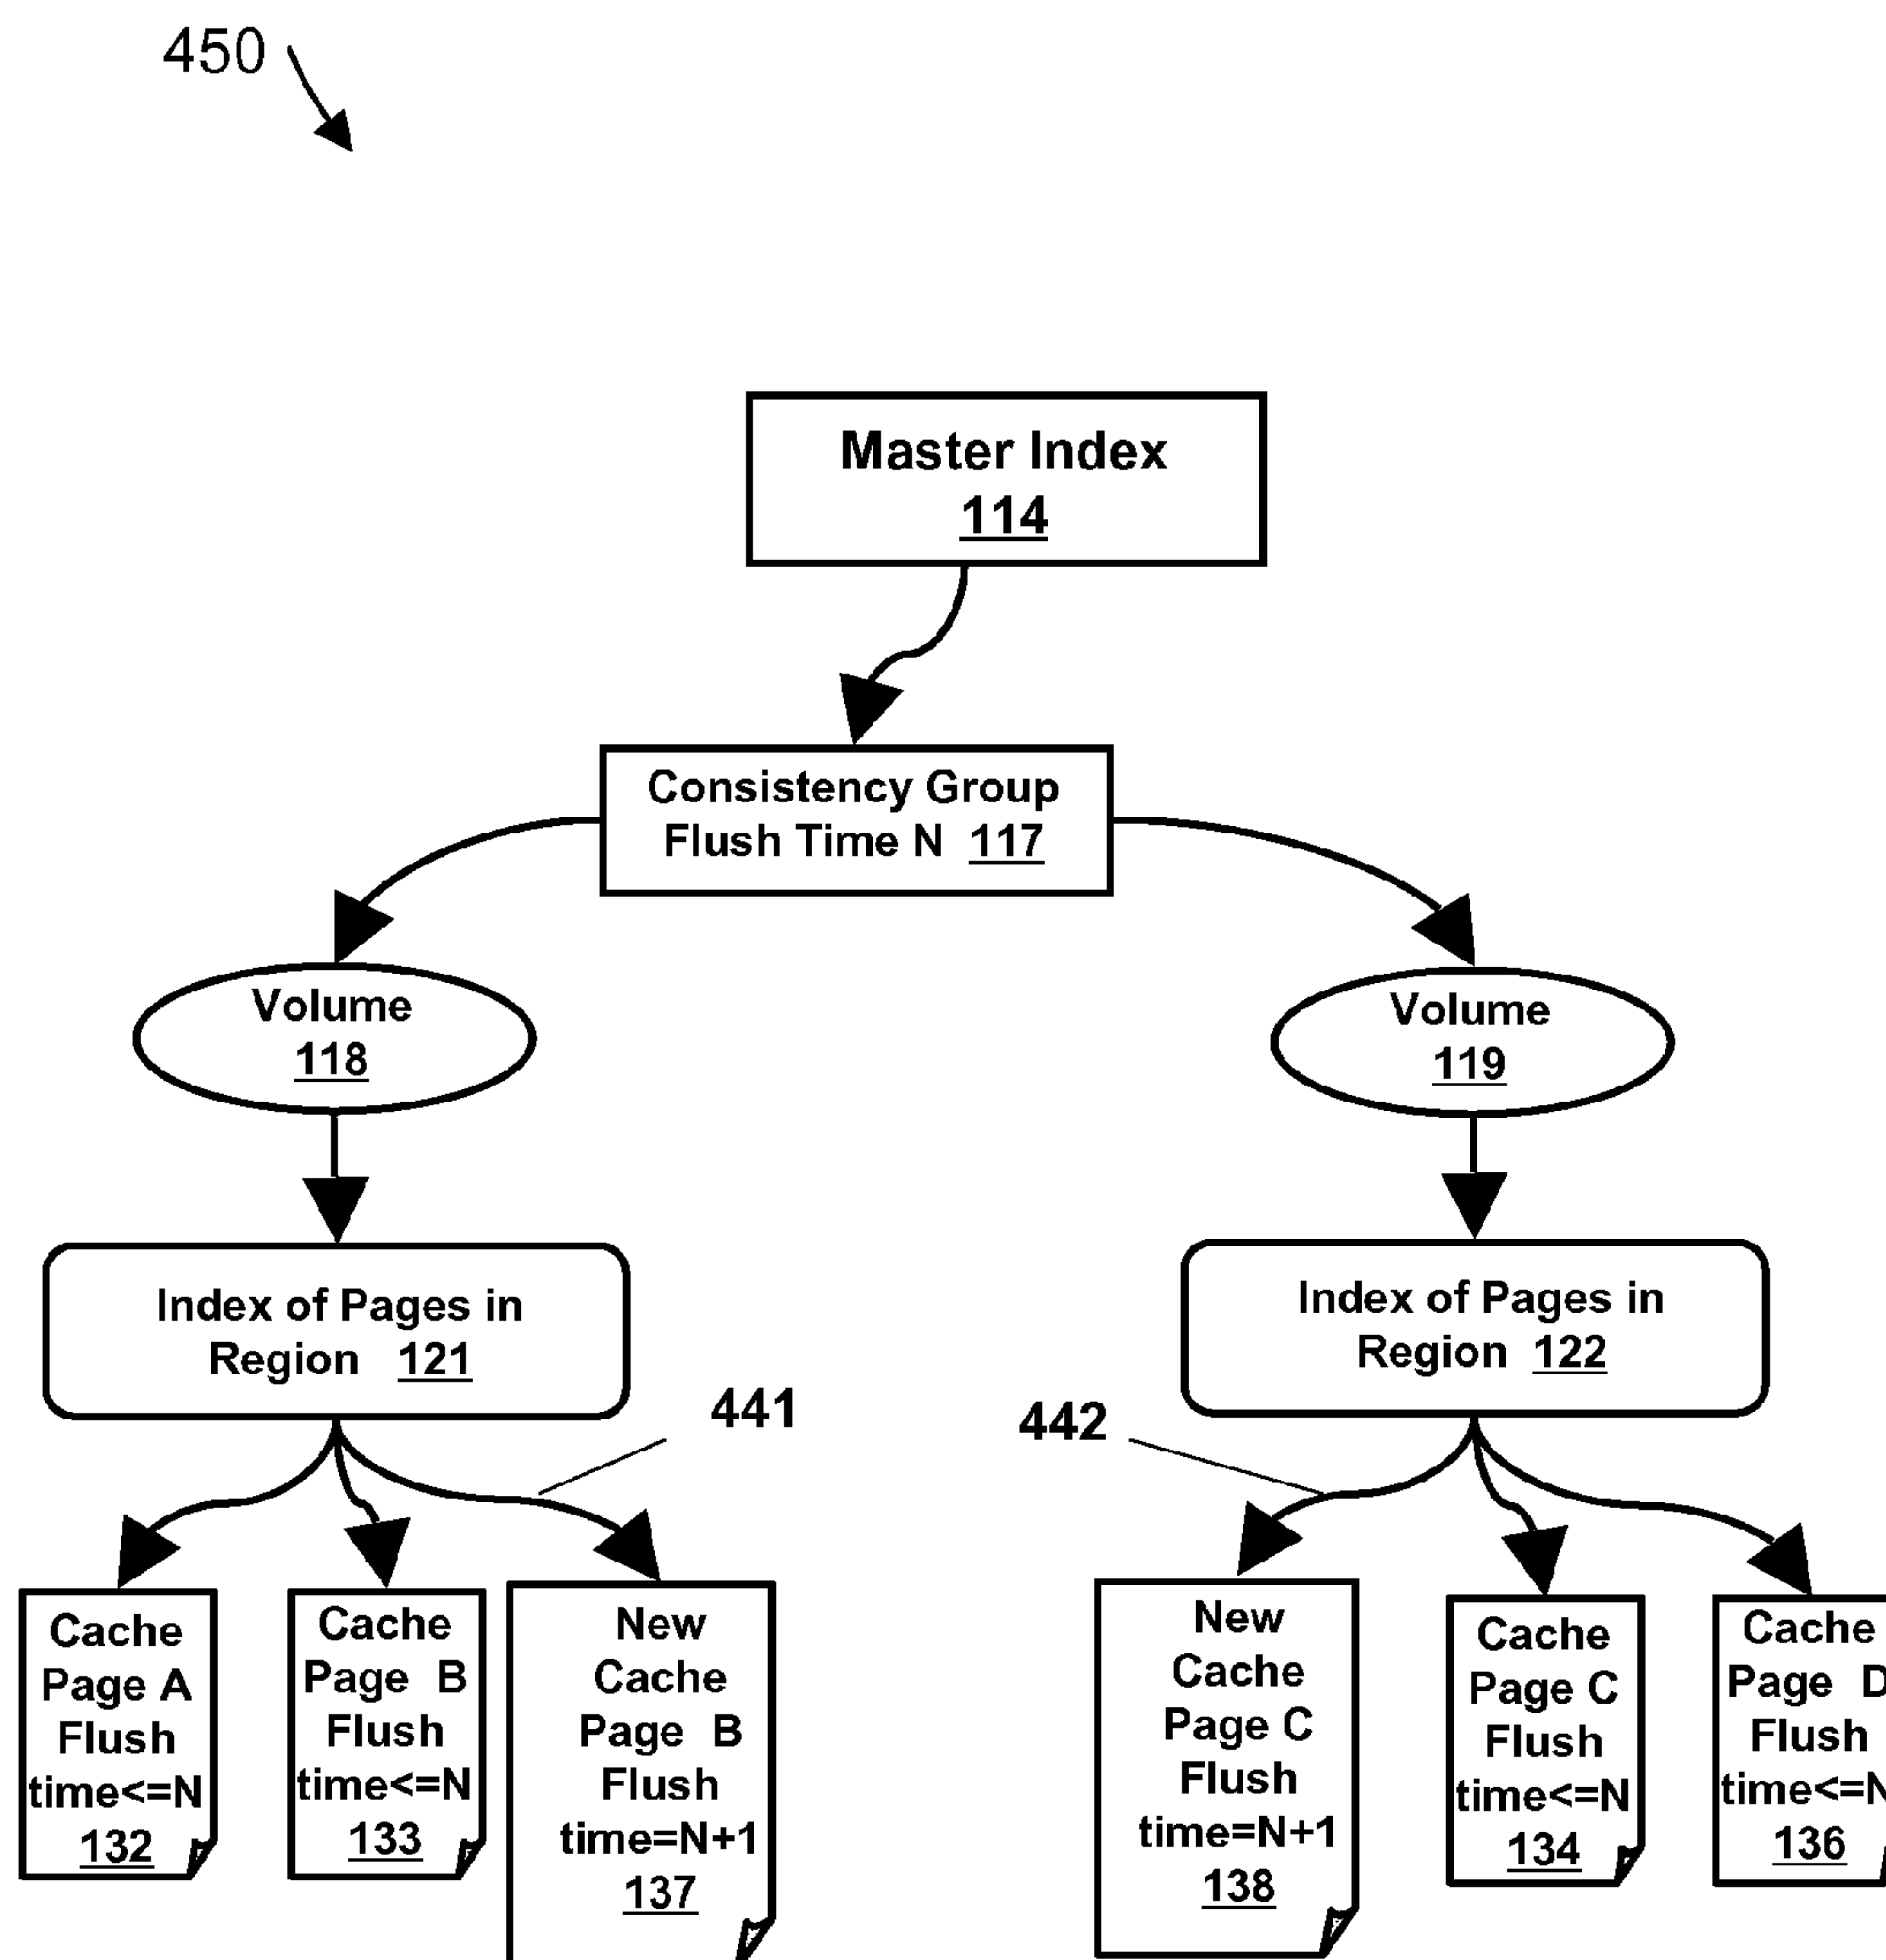 450
Master Index
114
Consistency Group
Flush Time N 117
Volume
118
Volume
119
Index of Pages in
Region 121
Index of Pages in
Region 122
441
442
Cache
Page A
Flush
time<=N
132
Cache
Page B
Flush
time<=N
133
New
Cache
Page B
Flush
time=N+1
137
New
Cache
Page C
Flush
time=N+1
138
Cache
Page C
Flush
time<=N
134
Cache
Page D
Flush
time<=N
136